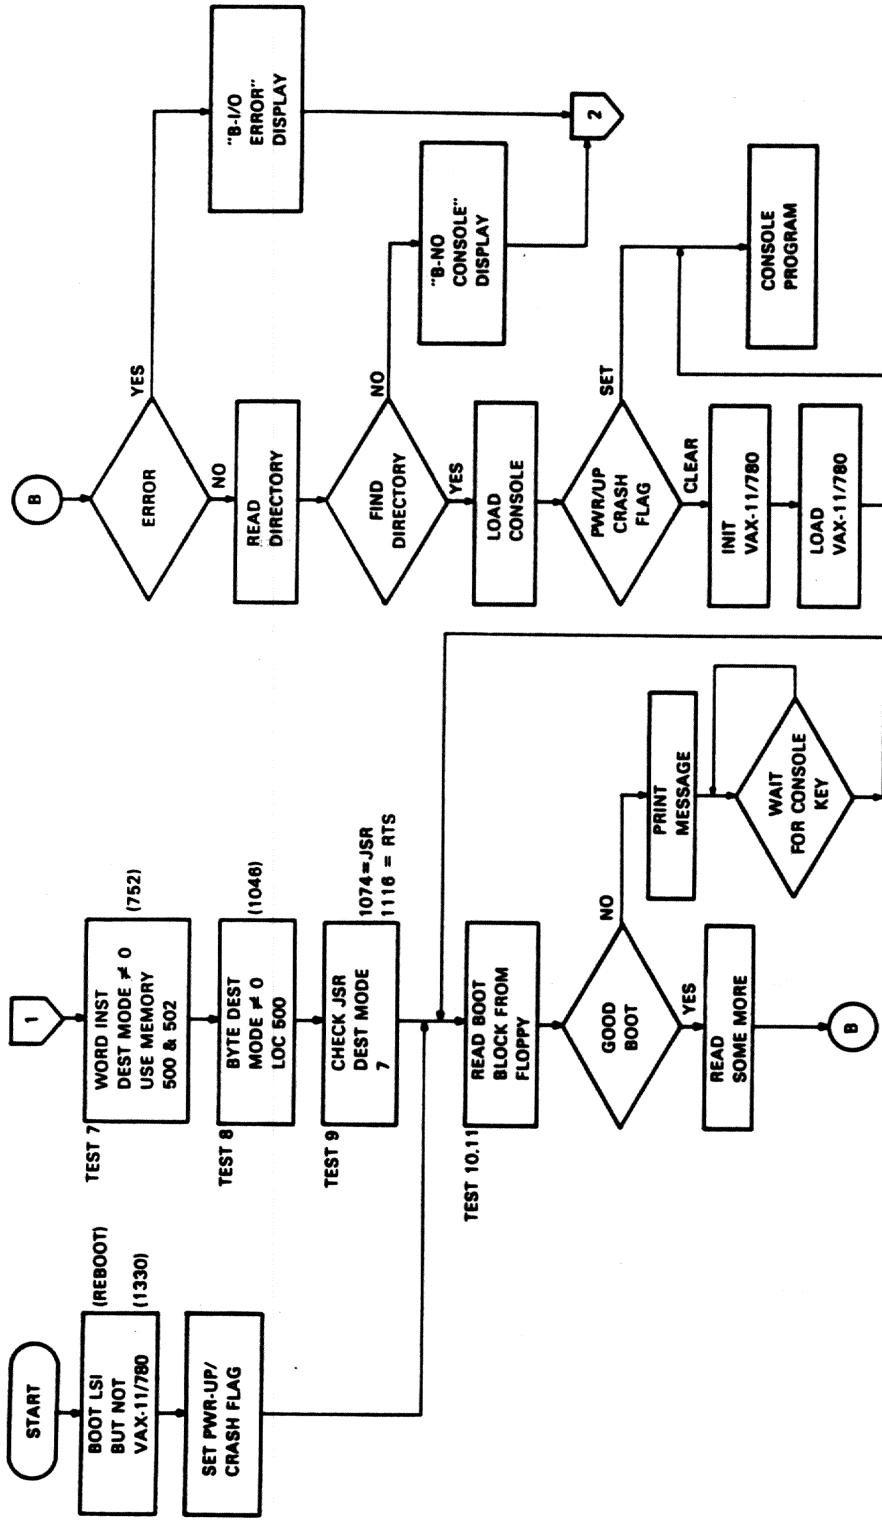 START
BOOT LSI
BUT NOT
VAX-11/780
(REBOOT)
(1330)
SET PWR-UP/
CRASH FLAG
1
TEST 7
WORD INST
DEST MODE ≠ 0
USE MEMORY
500 & 502
(752)
TEST 8
BYTE DEST
MODE ≠ 0
LOC 500
(1046)
TEST 9
CHECK JSR
DEST MODE
7
1074=JSR
1116 = RTS
TEST 10.11
READ BOOT
BLOCK FROM
FLOPPY
GOOD
BOOT
NO
YES
PRINT
MESSAGE
WAIT
FOR CONSOLE
KEY
READ
SOME MORE
B
B
ERROR
YES
NO
"B-I/O
ERROR"
DISPLAY
READ
DIRECTORY
FIND
DIRECTORY
NO
YES
"B-NO
CONSOLE"
DISPLAY
2
LOAD
CONSOLE
PWR/UP
CRASH
FLAG
SET
CLEAR
CONSOLE
PROGRAM
INIT
VAX-11/780
LOAD
VAX-11/780